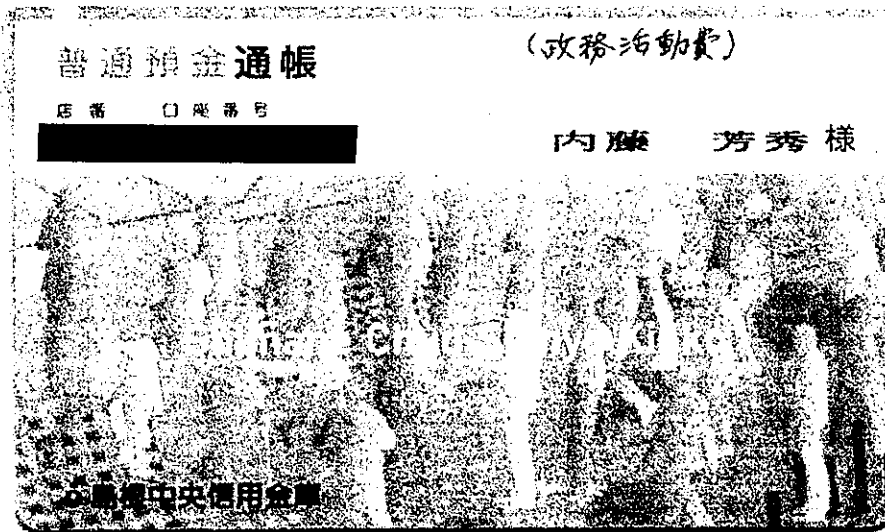 普通預金通帳
(政務活動費)
店番 口座番号
内藤 芳秀 様
島根中央信用金庫